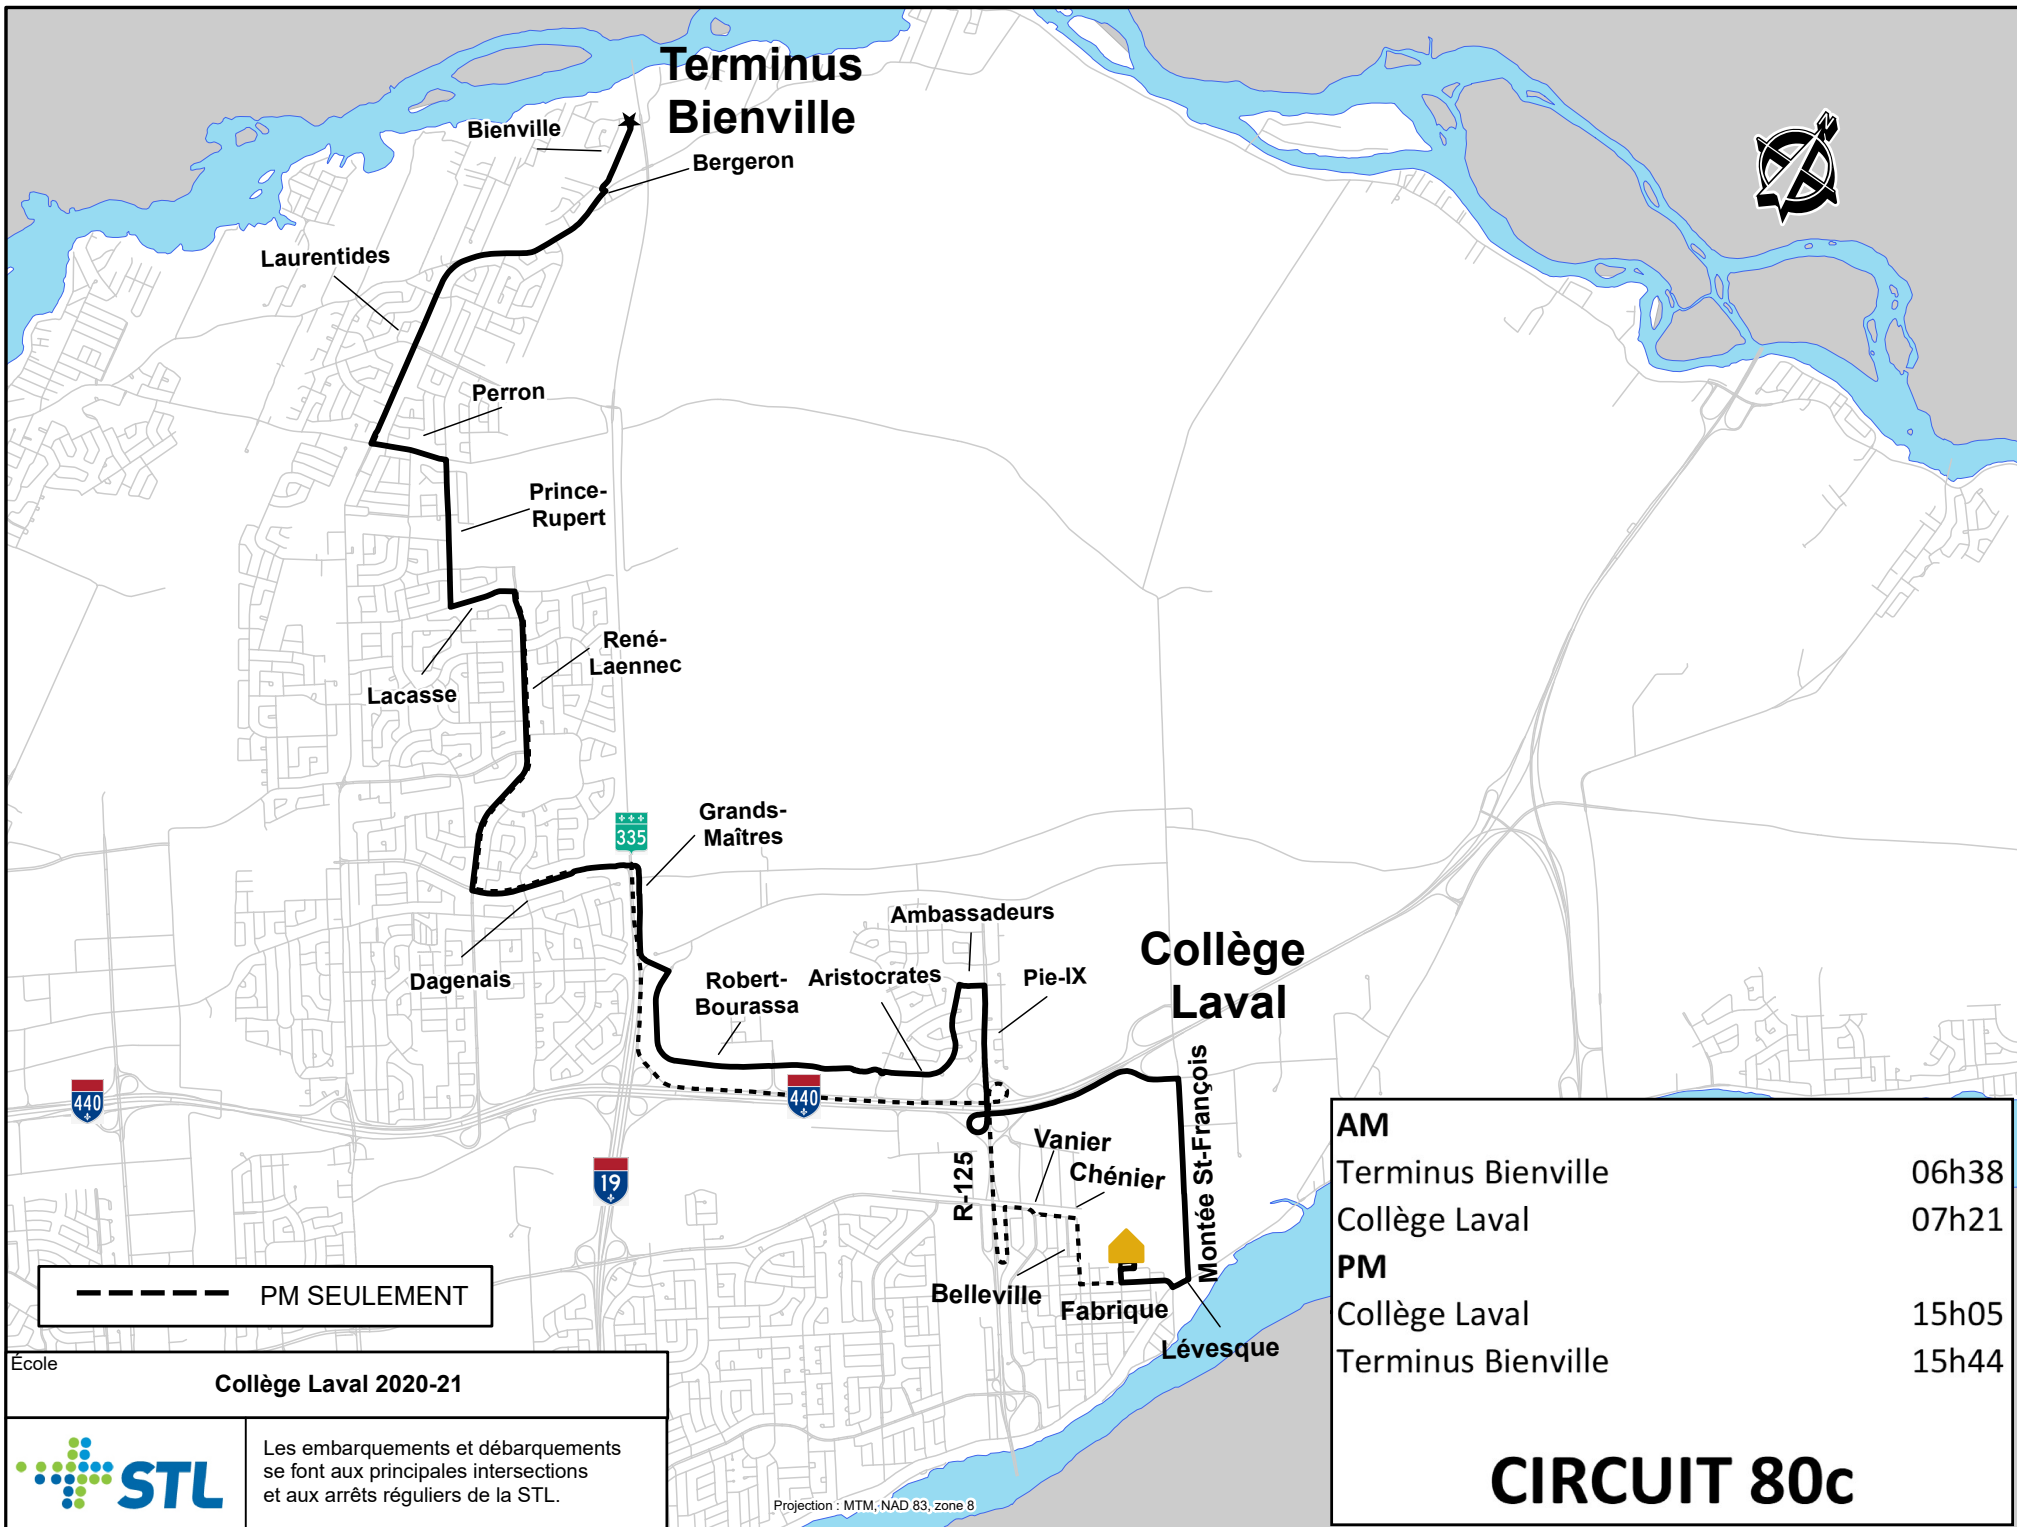 Terminus
Bienville
Bienville
Bergeron
N
Laurentides
Perron
Prince-
Rupert
René-
Laennec
Lacasse
Grands-
Maîtres
335
Ambassadeurs
Collège
Laval
Dagenais
Robert-
Bourassa
Aristocrates
Pie-IX
440
440
Montée St-François
Vanier
Chénier
R-125
19
Belleville
Fabrique
Lévesque
AM
Terminus Bienville 06h38
Collège Laval 07h21
PM
Collège Laval 15h05
Terminus Bienville 15h44
CIRCUIT 80c
PM SEULEMENT
École
Collège Laval 2020-21
STL
Les embarquements et débarquements
se font aux principales intersections
et aux arrêts réguliers de la STL.
Projection : MTM, NAD 83, zone 8